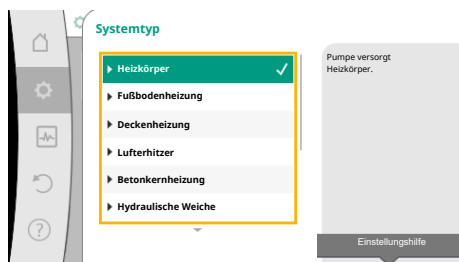 Systemtyp
Heizkörper
Fußbodenheizung
Deckenheizung
Lufterhitzer
Betonkernheizung
Hydraulische Weiche
Pumpe versorgt
Heizkörper.
Einstellungshilfe